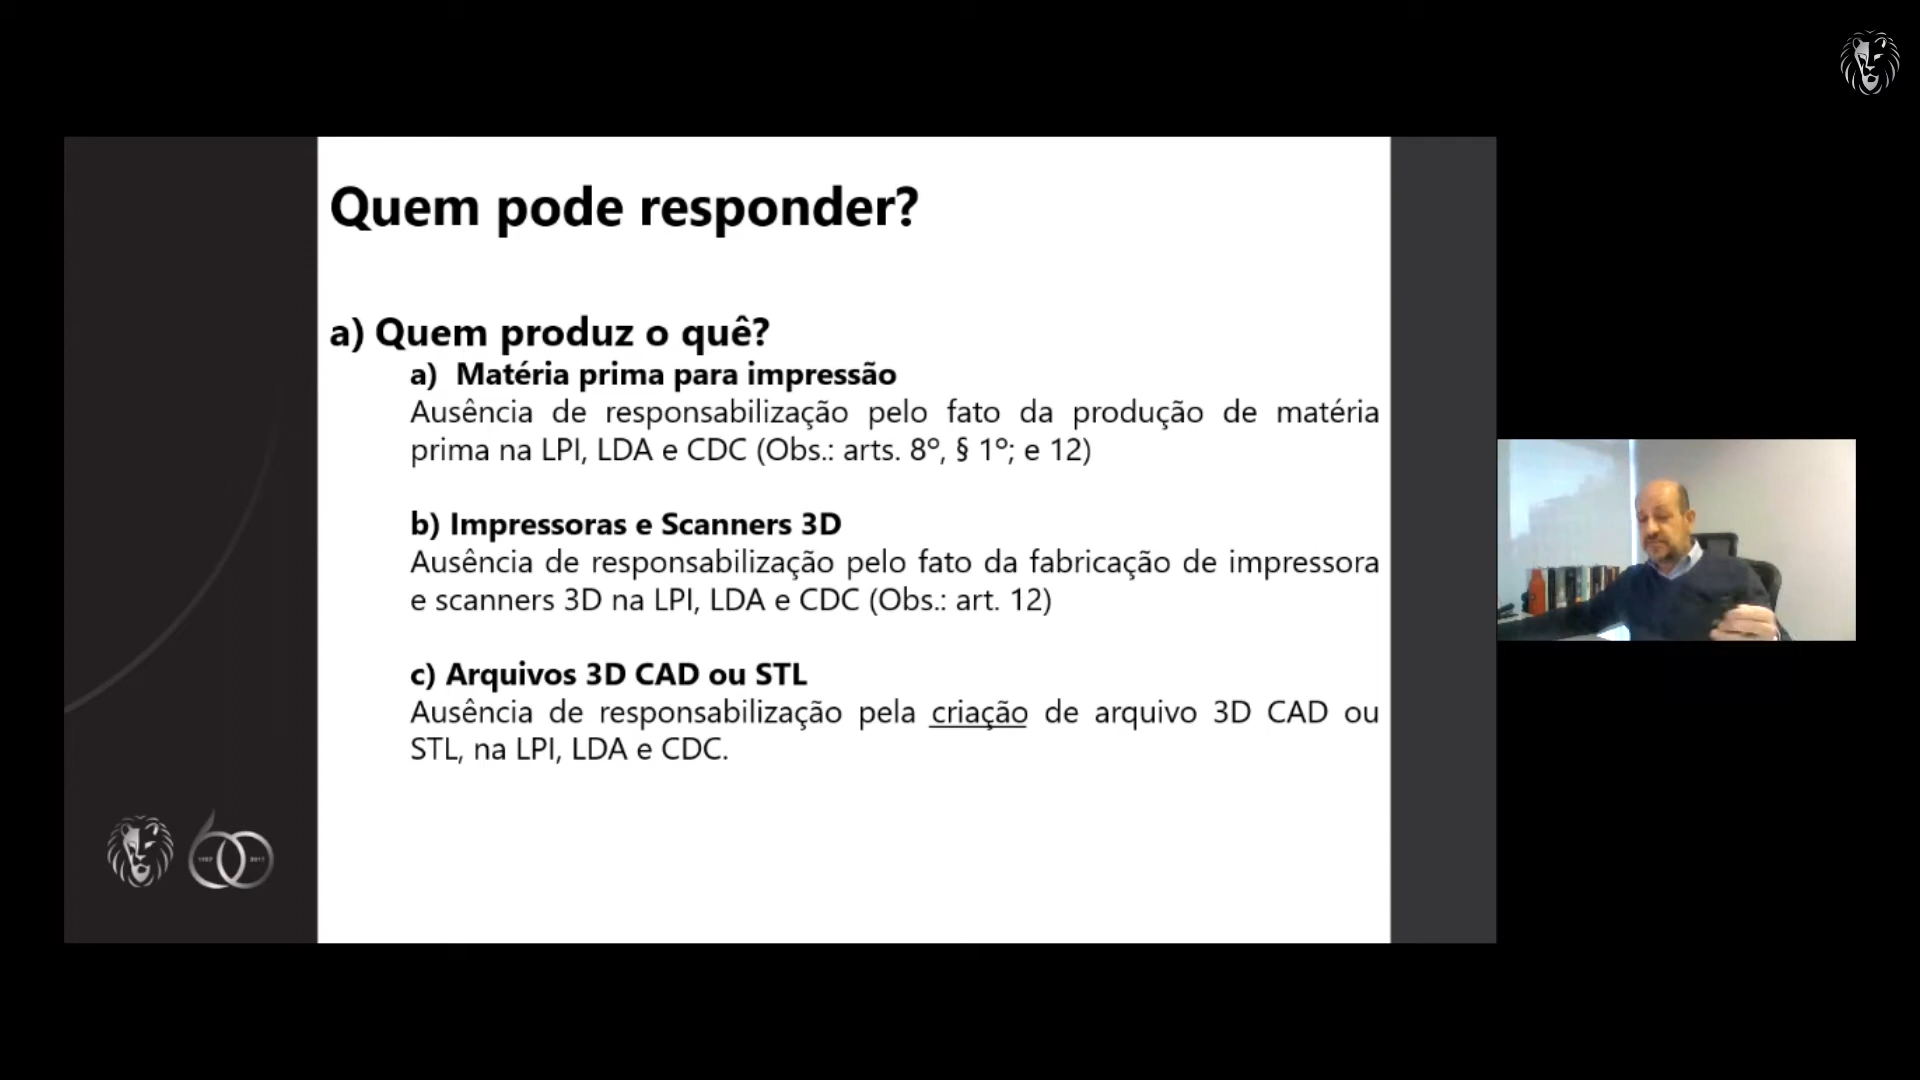 Quem pode responder?
a) Quem produz o quê?
a) Matéria prima para impressão
Ausência de responsabilização pelo fato da produção de matéria
prima na LPI, LDA e CDC (Obs.: arts. 8º, § 1º; e 12)
b) Impressoras e Scanners 3D
Ausência de responsabilização pelo fato da fabricação de impressora
e scanners 3D na LPI, LDA e CDC (Obs.: art. 12)
c) Arquivos 3D CAD ou STL
Ausência de responsabilização pela criação de arquivo 3D CAD ou
STL, na LPI, LDA e CDC.
60